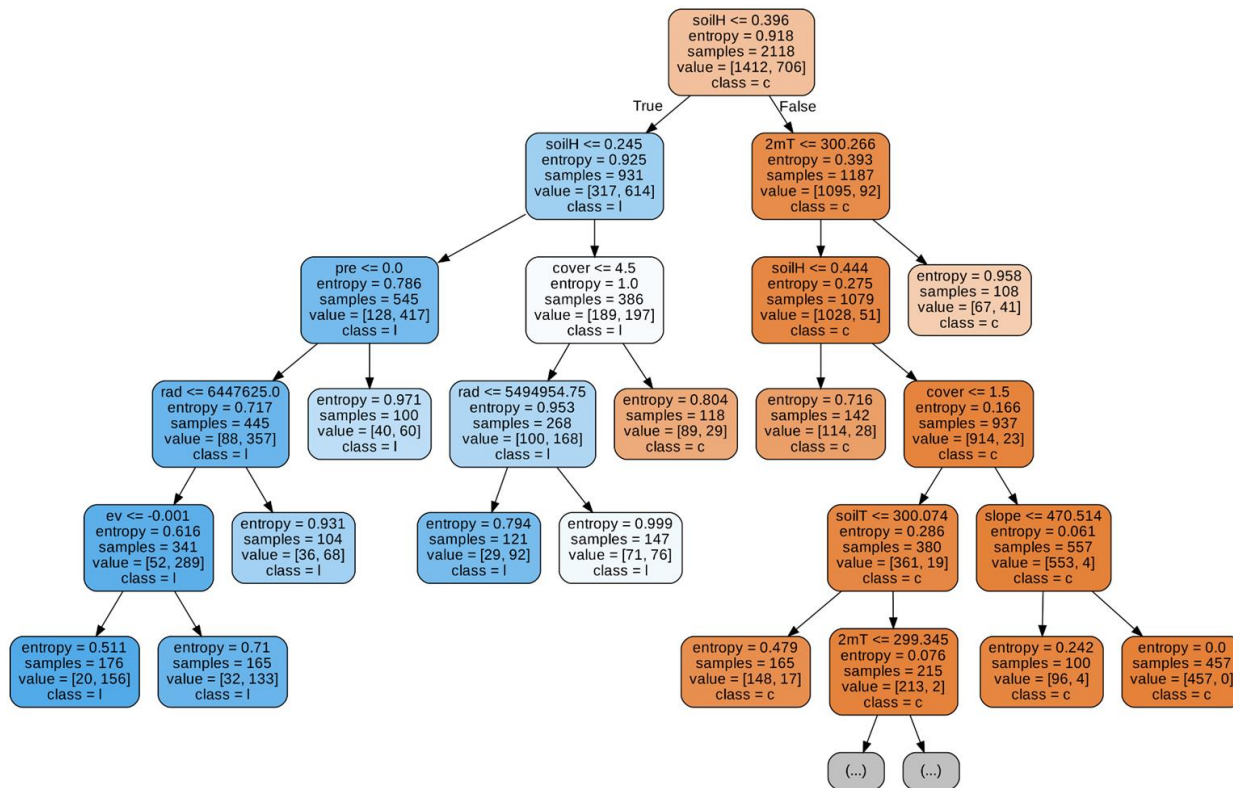 soilH <= 0.396
entropy = 0.918
samples = 2118
value = [1412, 706]
class = c
True
False
soilH <= 0.245
entropy = 0.925
samples = 931
value = [317, 614]
class = l
2mT <= 300.266
entropy = 0.393
samples = 1187
value = [1095, 92]
class = c
pre <= 0.0
entropy = 0.786
samples = 545
value = [128, 417]
class = l
cover <= 4.5
entropy = 1.0
samples = 386
value = [189, 197]
class = l
soilH <= 0.444
entropy = 0.275
samples = 1079
value = [1028, 51]
class = c
entropy = 0.958
samples = 108
value = [67, 41]
class = c
rad <= 6447625.0
entropy = 0.717
samples = 445
value = [88, 357]
class = l
entropy = 0.971
samples = 100
value = [40, 60]
class = l
rad <= 5494954.75
entropy = 0.953
samples = 268
value = [100, 168]
class = l
entropy = 0.804
samples = 118
value = [89, 29]
class = c
entropy = 0.716
samples = 142
value = [114, 28]
class = c
cover <= 1.5
entropy = 0.166
samples = 937
value = [914, 23]
class = c
ev <= -0.001
entropy = 0.616
samples = 341
value = [52, 289]
class = l
entropy = 0.931
samples = 104
value = [36, 68]
class = l
entropy = 0.794
samples = 121
value = [29, 92]
class = l
entropy = 0.999
samples = 147
value = [71, 76]
class = l
soilT <= 300.074
entropy = 0.286
samples = 380
value = [361, 19]
class = c
slope <= 470.514
entropy = 0.061
samples = 557
value = [553, 4]
class = c
entropy = 0.511
samples = 176
value = [20, 156]
class = l
entropy = 0.71
samples = 165
value = [32, 133]
class = l
entropy = 0.479
samples = 165
value = [148, 17]
class = c
2mT <= 299.345
entropy = 0.076
samples = 215
value = [213, 2]
class = c
entropy = 0.242
samples = 100
value = [96, 4]
class = c
entropy = 0.0
samples = 457
value = [457, 0]
class = c
(...)
(...)